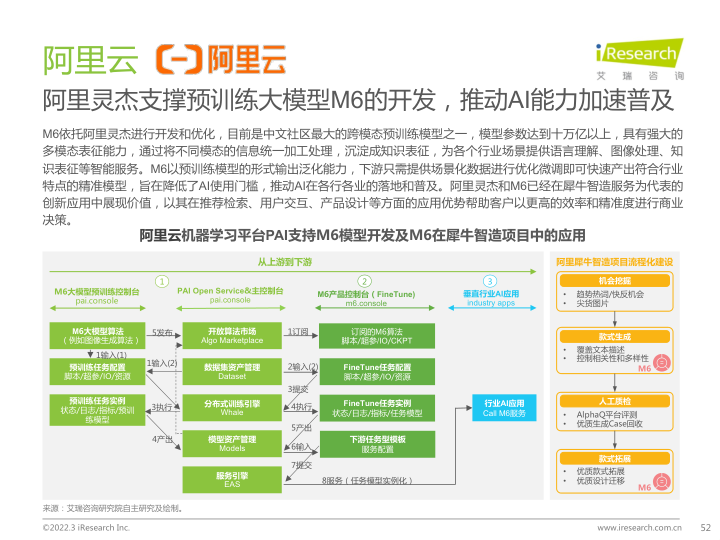 阿里云
阿里云
iResearch
艾 瑞 咨 询
阿里灵杰支撑预训练大模型M6的开发，推动AI能力加速普及
M6依托阿里灵杰进行开发和优化，目前是中文社区最大的跨模态预训练模型之一，模型参数达到十万亿以上，具有强大的
多模态表征能力，通过将不同模态的信息统一加工处理，沉淀成知识表征，为各个行业场景提供语言理解、图像处理、知
识表征等智能服务。M6以预训练模型的形式输出泛化能力，下游只需提供场景化数据进行优化微调即可快速产出符合行业
特点的精准模型，旨在降低了AI使用门槛，推动AI在各行各业的落地和普及。阿里灵杰和M6已经在犀牛智造服务为代表的
创新应用中展现价值，以其在推荐检索、用户交互、产品设计等方面的应用优势帮助客户以更高的效率和精准度进行商业
决策。
阿里云机器学习平台PAI支持M6模型开发及M6在犀牛智造项目中的应用
从上游到下游
1
2
3
M6大模型预训练控制台
pai.console
PAI Open Service&主控制台
pai.console
M6产品控制台（FineTune）
m6.console
垂直行业AI应用
industry apps
M6大模型算法
（例如图像生成算法）
1输入(1)
预训练任务配置
脚本/超参/IO/资源
预训练任务实例
状态/日志/指标/预训
练模型
5发布
1输入(2)
3执行
4产出
开放算法市场
Algo Marketplace
数据集资产管理
Dataset
分布式训练引擎
Whale
模型资产管理
Models
服务引擎
EAS
1订阅
2输入(2)
3提交
4执行
5产出
6输入
7提交
8服务（任务模型实例化）
订阅的M6算法
脚本/超参/IO/CKPT
FineTune任务配置
脚本/超参/IO/资源
FineTune任务实例
状态/日志/指标/任务模型
下游任务型模板
服务配置
行业AI应用
Call M6服务
阿里犀牛智造项目流程化建设
机会挖掘
• 趋势热词/快反机会
• 尖货图片
款式生成
• 覆盖文本描述
• 控制相关性和多样性
M6
人工质检
• AlphaQ平台评测
• 优质生成Case回收
款式拓展
• 优质款式拓展
• 优质设计迁移
M6
来源：艾瑞咨询研究院自主研究及绘制。
©2022.3 iResearch Inc.
www.iresearch.com.cn
52